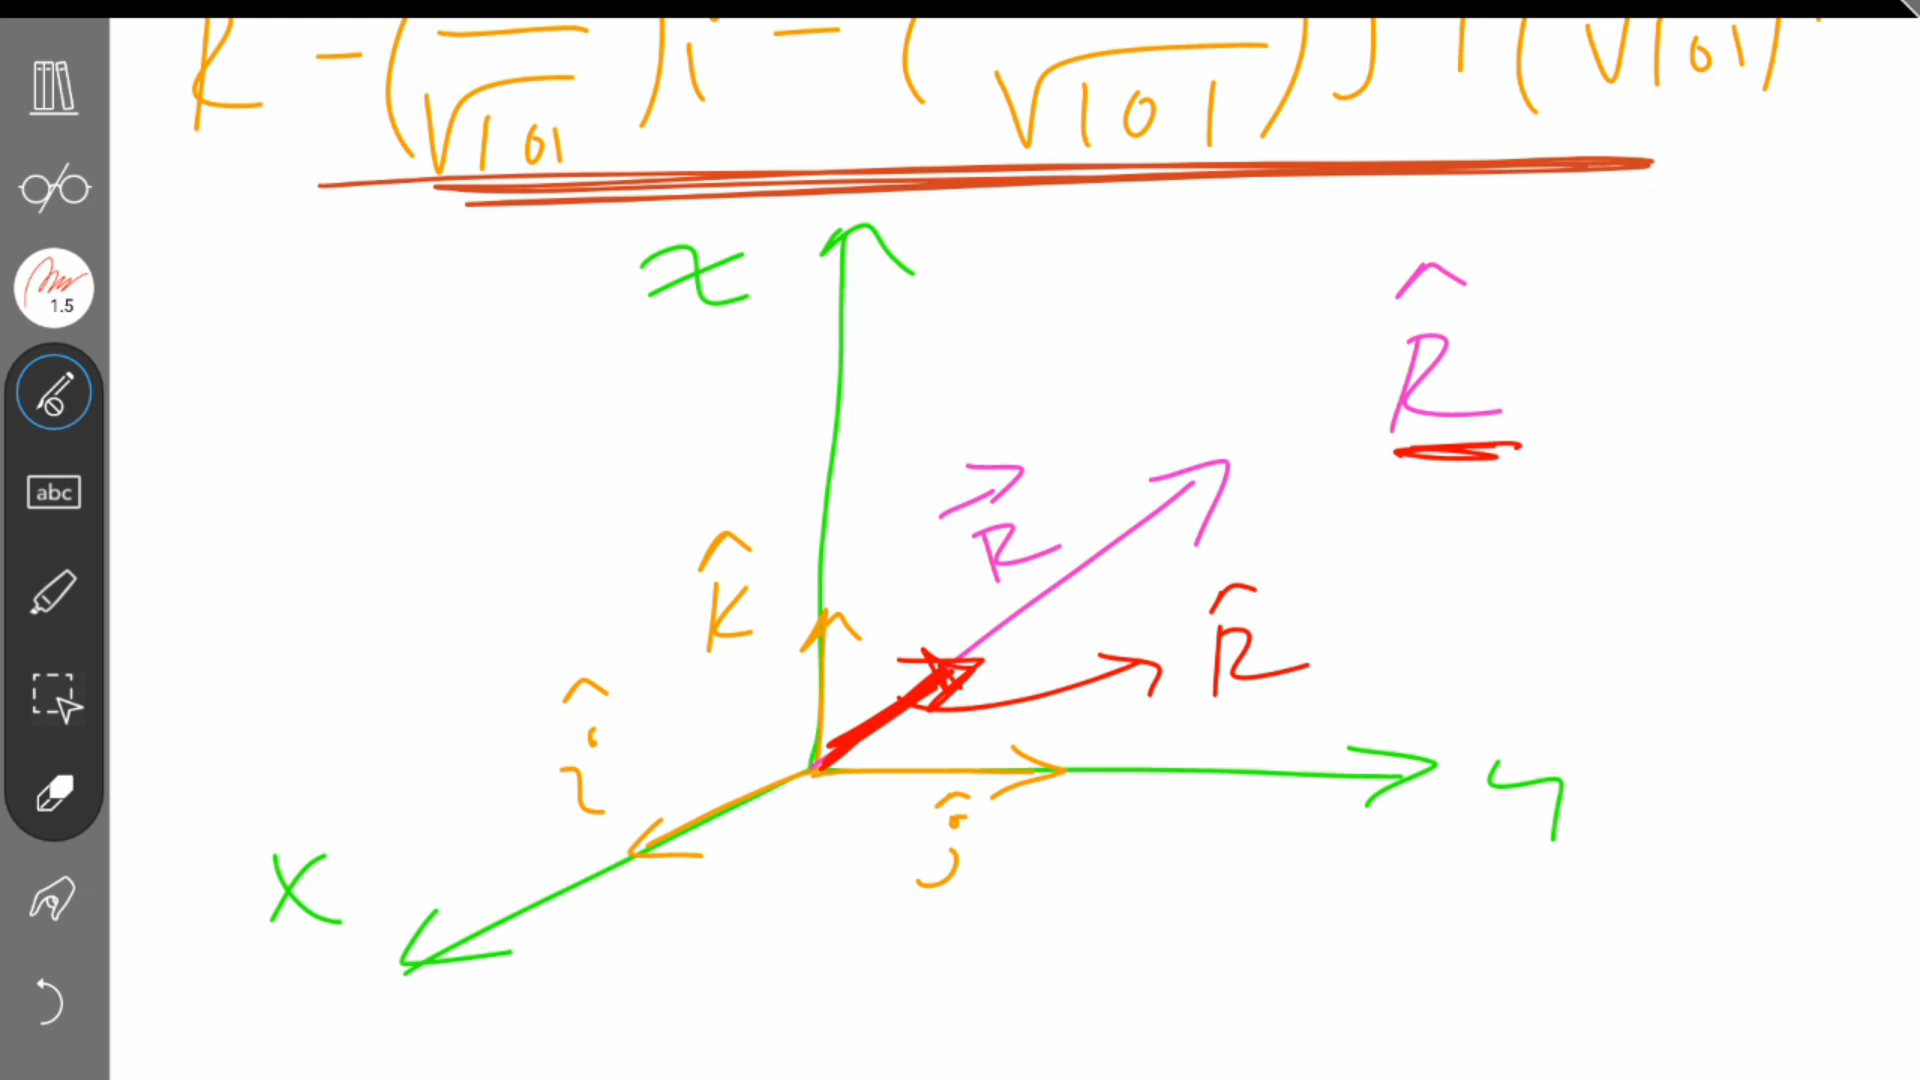 R = (—/√101) i − (—/√101) j + (√101)
z
R̂
R⃗
k̂
R̂
î
ĵ
y
x
1.5
abc